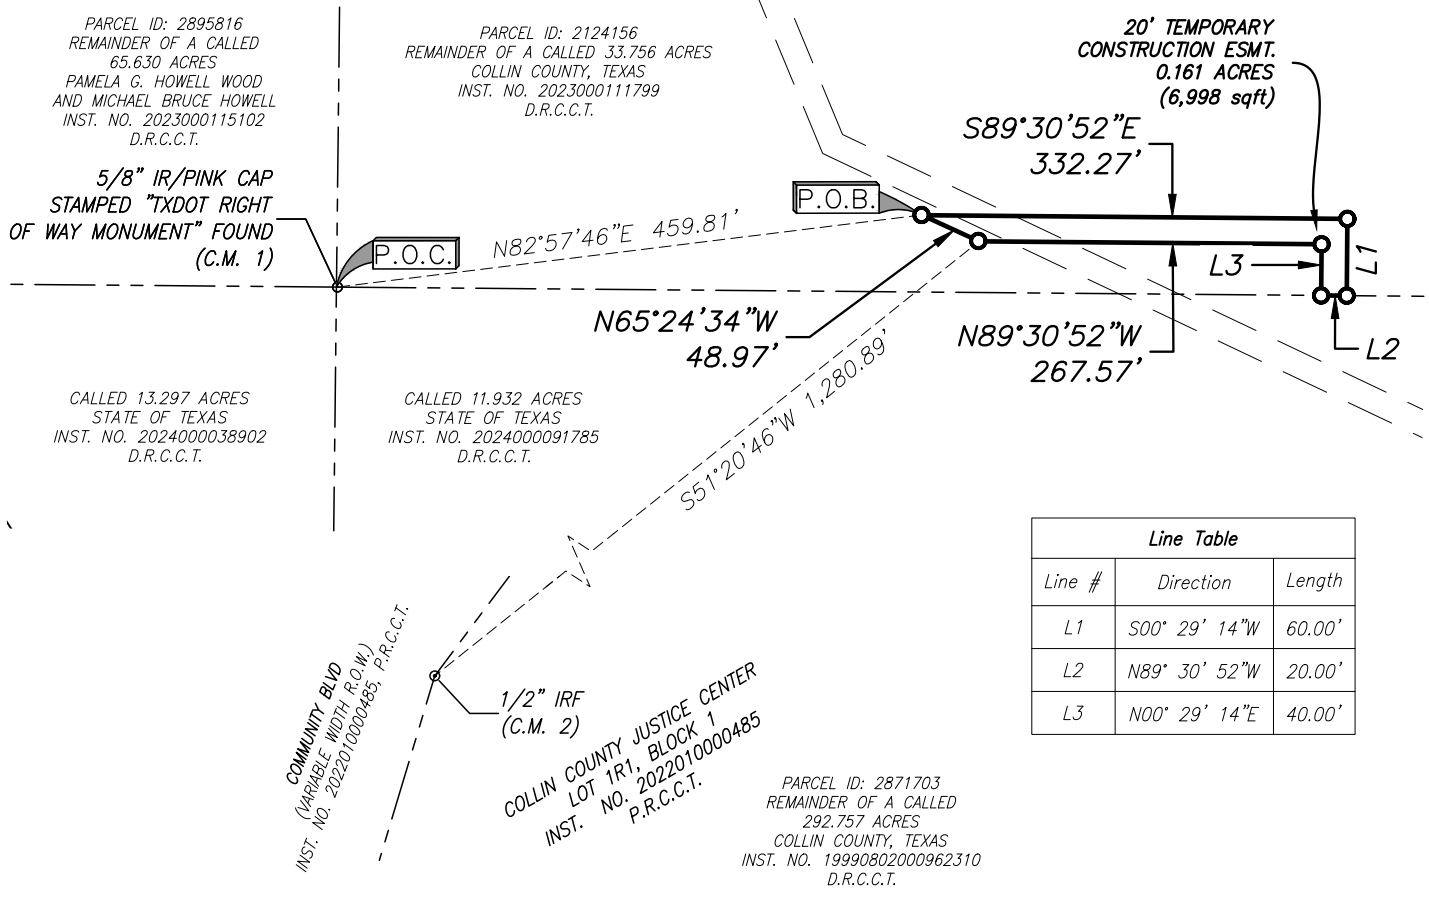 PARCEL ID: 2895816
REMAINDER OF A CALLED
65.630 ACRES
PAMELA G. HOWELL WOOD
AND MICHAEL BRUCE HOWELL
INST. NO. 2023000115102
D.R.C.C.T.
PARCEL ID: 2124156
REMAINDER OF A CALLED 33.756 ACRES
COLLIN COUNTY, TEXAS
INST. NO. 2023000111799
D.R.C.C.T.
20' TEMPORARY
CONSTRUCTION ESMT.
0.161 ACRES
(6,998 sqft)
S89°30'52"E
332.27'
5/8" IR/PINK CAP
STAMPED "TXDOT RIGHT
OF WAY MONUMENT" FOUND
(C.M. 1)
P.O.C.
N82°57'46"E 459.81'
P.O.B.
L1
L3
L2
N65°24'34"W
48.97'
N89°30'52"W
267.57'
S51°20'46"W 1,280.89'
CALLED 13.297 ACRES
STATE OF TEXAS
INST. NO. 2024000038902
D.R.C.C.T.
CALLED 11.932 ACRES
STATE OF TEXAS
INST. NO. 2024000091785
D.R.C.C.T.
Line Table
Line # Direction Length
L1 S00° 29' 14"W 60.00'
L2 N89° 30' 52"W 20.00'
L3 N00° 29' 14"E 40.00'
COMMUNITY BLVD
(VARIABLE WIDTH R.O.W.)
INST. NO. 2022010000485, P.R.C.C.T.
1/2" IRF
(C.M. 2)
COLLIN COUNTY JUSTICE CENTER
LOT 1R1, BLOCK 1
INST. NO. 2022010000485
P.R.C.C.T.
PARCEL ID: 2871703
REMAINDER OF A CALLED
292.757 ACRES
COLLIN COUNTY, TEXAS
INST. NO. 19990802000962310
D.R.C.C.T.